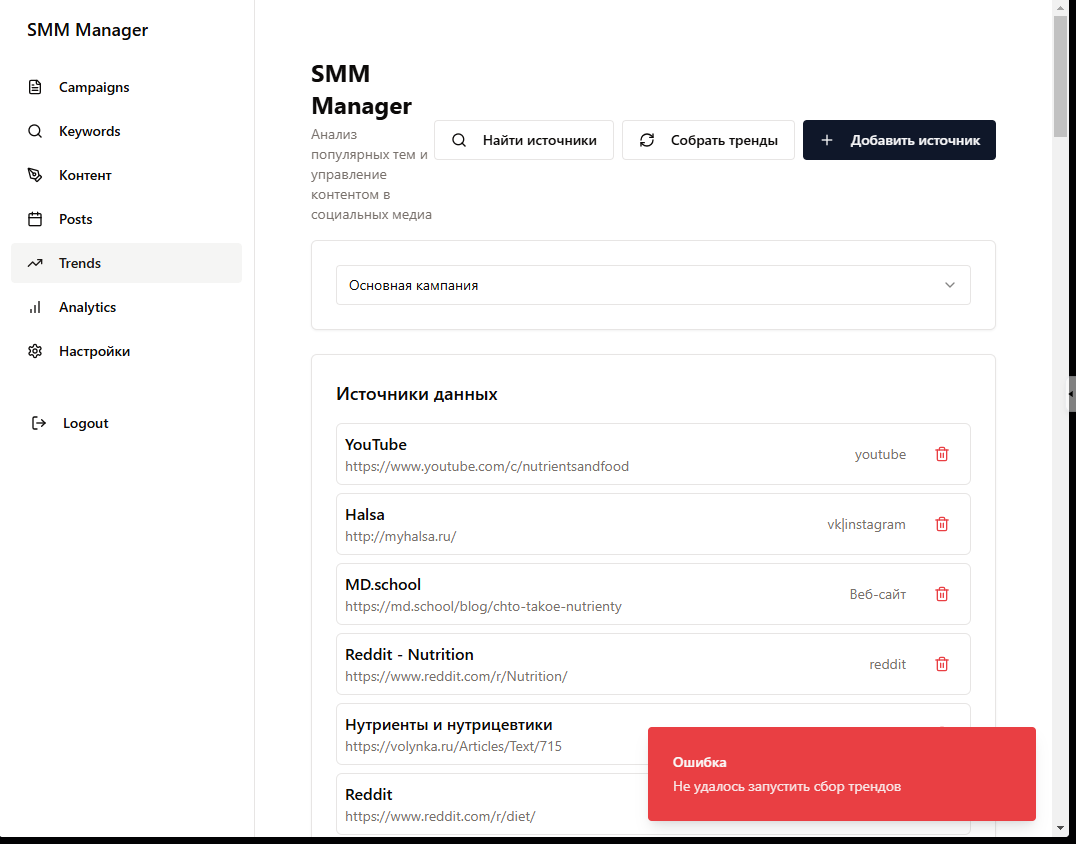 SMM Manager
Campaigns
Keywords
Контент
Posts
Trends
Analytics
Настройки
Logout
SMM
Manager
Анализ
популярных тем и
управление
контентом в
социальных медиа
Найти источники
Собрать тренды
Добавить источник
Основная кампания
Источники данных
YouTube
https://www.youtube.com/c/nutrientsandfood
youtube
Halsa
http://myhalsa.ru/
vk|instagram
MD.school
https://md.school/blog/chto-takoe-nutrienty
Веб-сайт
Reddit - Nutrition
https://www.reddit.com/r/Nutrition/
reddit
Нутриенты и нутрицевтики
https://volynka.ru/Articles/Text/715
Reddit
https://www.reddit.com/r/diet/
Ошибка
Не удалось запустить сбор трендов